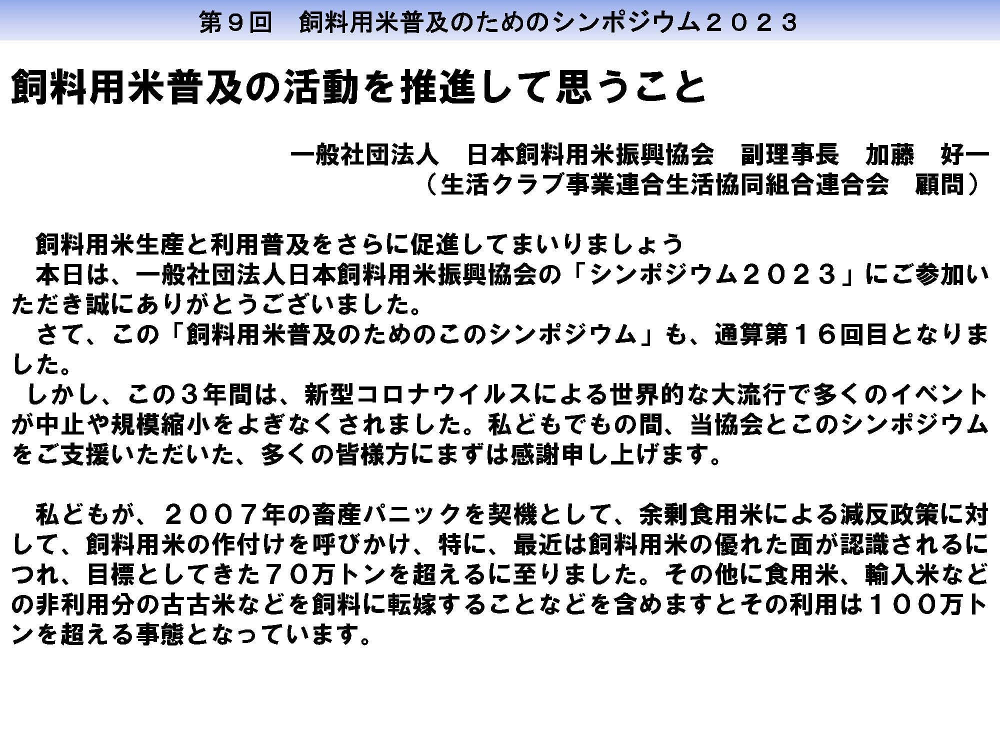 第９回　飼料用米普及のためのシンポジウム２０２３
飼料用米普及の活動を推進して思うこと
一般社団法人　日本飼料用米振興協会　副理事長　加藤　好一
（生活クラブ事業連合生活協同組合連合会　顧問）
飼料用米生産と利用普及をさらに促進してまいりましょう
本日は、一般社団法人日本飼料用米振興協会の「シンポジウム２０２３」にご参加い
ただき誠にありがとうございました。
さて、この「飼料用米普及のためのこのシンポジウム」も、通算第１６回目となりま
した。
しかし、この３年間は、新型コロナウイルスによる世界的な大流行で多くのイベント
が中止や規模縮小をよぎなくされました。私どもでもの間、当協会とこのシンポジウム
をご支援いただいた、多くの皆様方にまずは感謝申し上げます。
私どもが、２００７年の畜産パニックを契機として、余剰食用米による減反政策に対
して、飼料用米の作付けを呼びかけ、特に、最近は飼料用米の優れた面が認識されるに
つれ、目標としてきた７０万トンを超えるに至りました。その他に食用米、輸入米など
の非利用分の古古米などを飼料に転嫁することなどを含めますとその利用は１００万ト
ンを超える事態となっています。